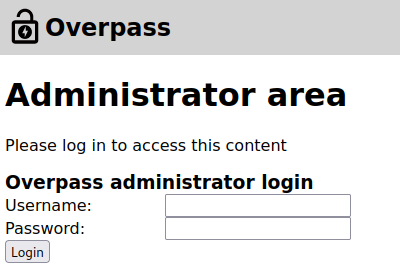 Overpass
Administrator area
Please log in to access this content
Overpass administrator login
Username:
Password:
Login